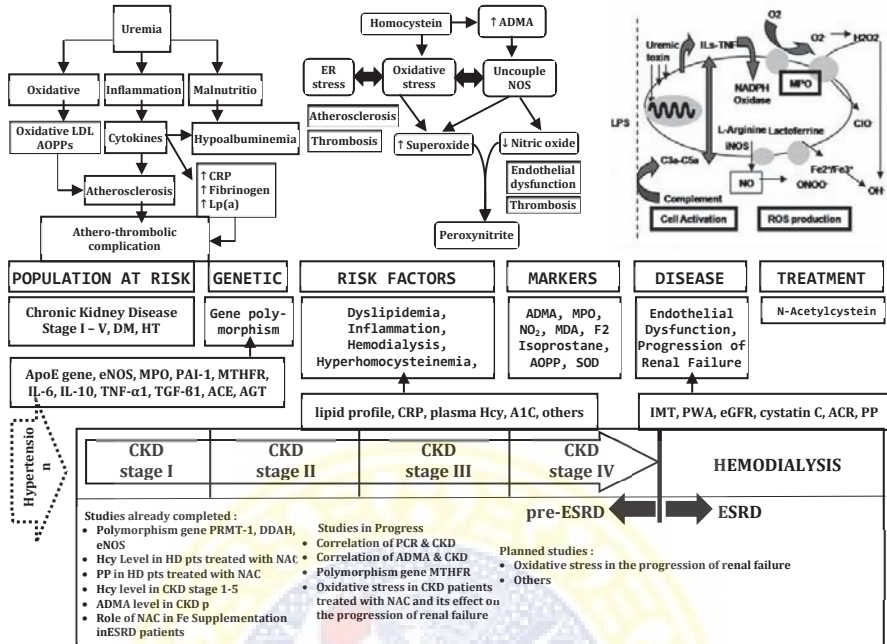 Uremia
Oxidative
Inflammation
Malnutritio
Oxidative LDL
AOPPs
Cytokines
Hypoalbuminemia
Atherosclerosis
↑ CRP
↑ Fibrinogen
↑ Lp(a)
Athero-thrombolic
complication
Homocystein
↑ ADMA
ER
stress
Oxidative
stress
Uncouple
NOS
Atherosclerosis
Thrombosis
↑ Superoxide
↓ Nitric oxide
Endothelial
dysfunction
Thrombosis
Peroxynitrite
O2
O2-
H2O2
Uremic
toxin
ILs-TNF
NADPH
Oxidase
MPO
ClO-
LPS
L-Arginine
Lactoferrine
iNOS
C3a-C5a
Fe2+/Fe3+
NO
ONOO-
OH-
Complement
Cell Activation
ROS production
POPULATION AT RISK
GENETIC
RISK FACTORS
MARKERS
DISEASE
TREATMENT
Chronic Kidney Disease
Stage I – V, DM, HT
Gene poly-
morphism
Dyslipidemia,
Inflammation,
Hemodialysis,
Hyperhomocysteinemia,
ADMA, MPO,
NO2, MDA, F2
Isoprostane,
AOPP, SOD
Endothelial
Dysfunction,
Progression of
Renal Failure
N-Acetylcystein
ApoE gene, eNOS, MPO, PAI-1, MTHFR,
IL-6, IL-10, TNF-α1, TGF-ß1, ACE, AGT
lipid profile, CRP, plasma Hcy, A1C, others
IMT, PWA, eGFR, cystatin C, ACR, PP
Hypertensio
n
CKD
stage I
CKD
stage II
CKD
stage III
CKD
stage IV
HEMODIALYSIS
pre-ESRD
ESRD
Studies already completed :
• Polymorphism gene PRMT-1, DDAH,
eNOS
• Hcy Level in HD pts treated with NAC
• PP in HD pts treated with NAC
• Hcy level in CKD stage 1-5
• ADMA level in CKD p
• Role of NAC in Fe Supplementation
inESRD patients
Studies in Progress
• Correlation of PCR & CKD
• Correlation of ADMA & CKD
• Polymorphism gene MTHFR
• Oxidative stress in CKD patients
treated with NAC and its effect on
the progression of renal failure
Planned studies :
• Oxidative stress in the progression of renal failure
• Others